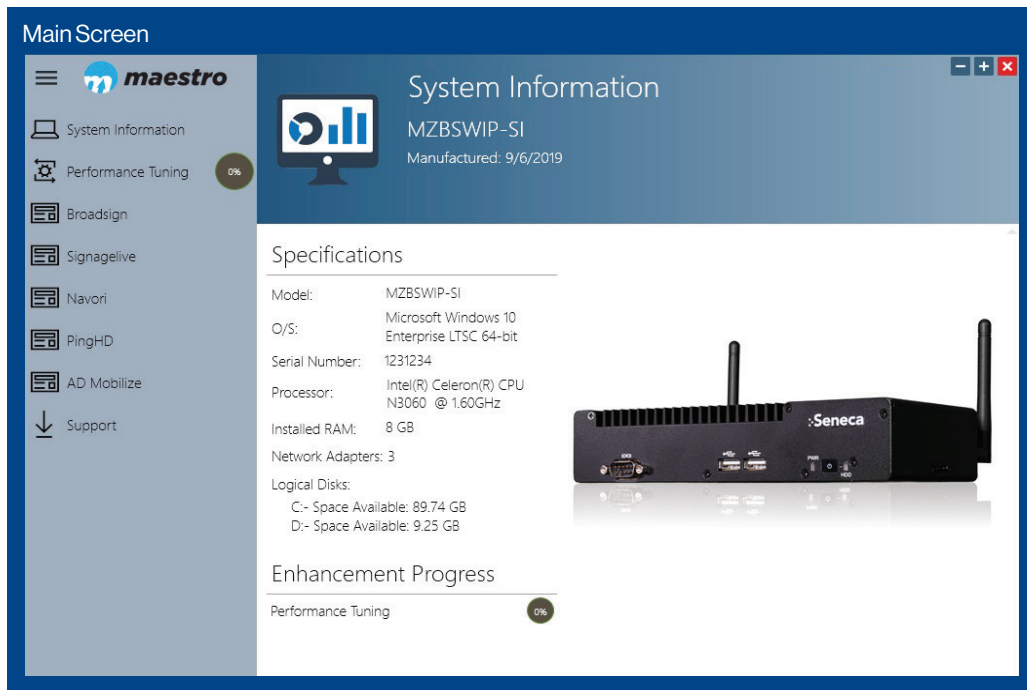 Main Screen
maestro
System Information
Performance Tuning 0%
Broadsign
Signagelive
Navori
PingHD
AD Mobilize
Support
System Information
MZBSWIP-SI
Manufactured: 9/6/2019
Specifications
Model: MZBSWIP-SI
O/S: Microsoft Windows 10
Enterprise LTSC 64-bit
Serial Number: 1231234
Processor: Intel(R) Celeron(R) CPU
N3060 @ 1.60GHz
Installed RAM: 8 GB
Network Adapters: 3
Logical Disks:
C:- Space Available: 89.74 GB
D:- Space Available: 9.25 GB
Enhancement Progress
Performance Tuning 0%
:Seneca
PWR
HDD